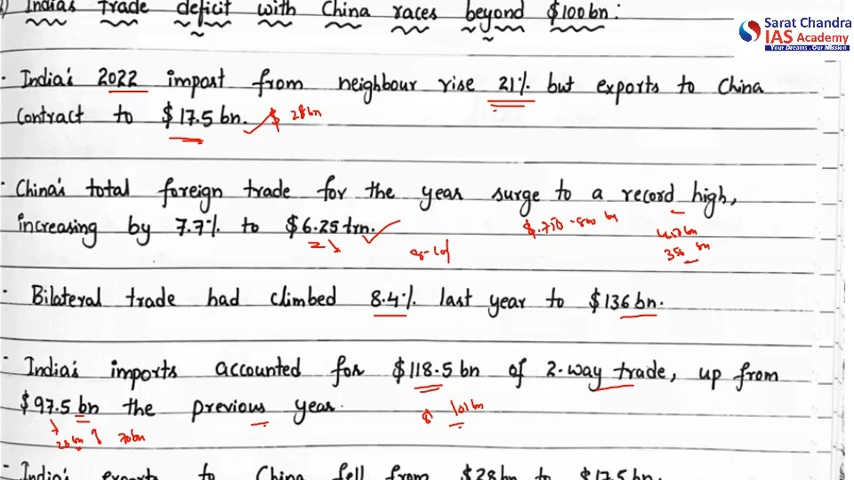 India's trade deficit with China races beyond $100bn:
Sarat Chandra
IAS Academy
Your Dreams - Our Mission
· India's 2022 import from neighbour rise 21% but exports to China
contract to $17.5 bn. $ 28bn
· China's total foreign trade for the year surge to a record high,
increasing by 7.7% to $6.25 trn.
· Bilateral trade had climbed 8.4% last year to $136 bn.
· India's imports accounted for $118.5 bn of 2-way trade, up from
$97.5 bn the previous year.
101bn
20bn 70bn
· India's exports to China fell from $28bn to $17.5bn.